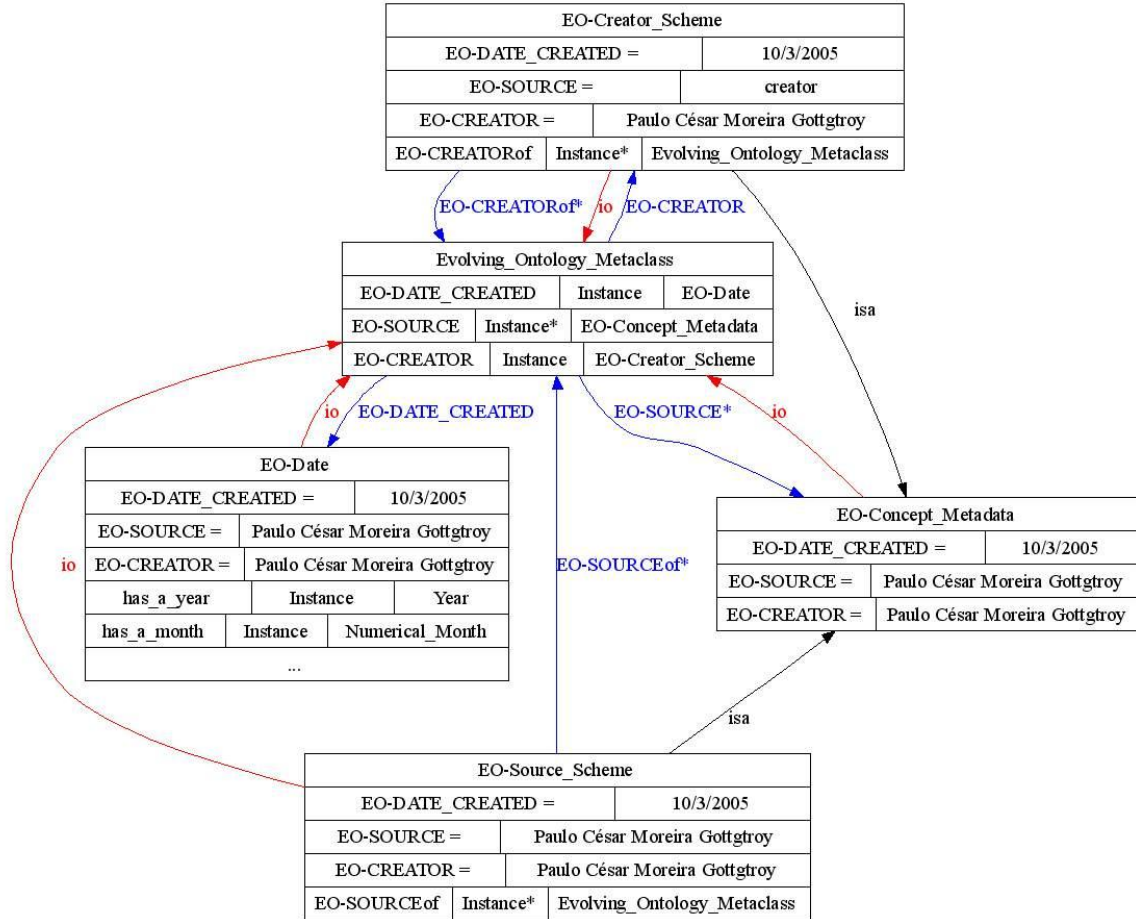 EO-Creator_Scheme
EO-DATE_CREATED = 10/3/2005
EO-SOURCE = creator
EO-CREATOR = Paulo César Moreira Gottgtroy
EO-CREATORof Instance* Evolving_Ontology_Metaclass
EO-CREATORof* io EO-CREATOR
Evolving_Ontology_Metaclass
EO-DATE_CREATED Instance EO-Date
EO-SOURCE Instance* EO-Concept_Metadata
EO-CREATOR Instance EO-Creator_Scheme
isa
io EO-DATE_CREATED EO-SOURCE* io
EO-Date
EO-DATE_CREATED = 10/3/2005
EO-SOURCE = Paulo César Moreira Gottgtroy
EO-CREATOR = Paulo César Moreira Gottgtroy
has_a_year Instance Year
has_a_month Instance Numerical_Month
...
EO-Concept_Metadata
EO-DATE_CREATED = 10/3/2005
EO-SOURCE = Paulo César Moreira Gottgtroy
EO-CREATOR = Paulo César Moreira Gottgtroy
io EO-SOURCEof*
isa
EO-Source_Scheme
EO-DATE_CREATED = 10/3/2005
EO-SOURCE = Paulo César Moreira Gottgtroy
EO-CREATOR = Paulo César Moreira Gottgtroy
EO-SOURCEof Instance* Evolving_Ontology_Metaclass